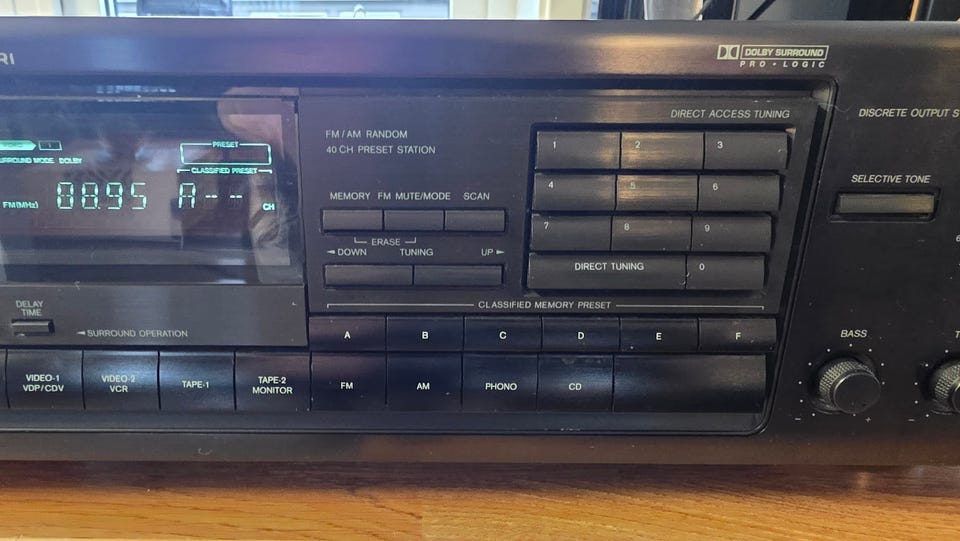 RI
DOLBY SURROUND
PRO • LOGIC
DIRECT ACCESS TUNING
DISCRETE OUTPUT
FM/AM RANDOM
40 CH PRESET STATION
PRESET
SURROUND MODE DOLBY
CLASSIFIED PRESET
FM(MHz) 88.95 A-- -- CH
MEMORY FM MUTE/MODE SCAN
ERASE
◄DOWN TUNING UP►
1 2 3
4 5 6
7 8 9
DIRECT TUNING 0
SELECTIVE TONE
DELAY
TIME
◄SURROUND OPERATION
CLASSIFIED MEMORY PRESET
A B C D E F
VIDEO-1
VDP/CDV
VIDEO-2
VCR
TAPE-1
TAPE-2
MONITOR
FM AM PHONO CD
BASS
- +
T
-